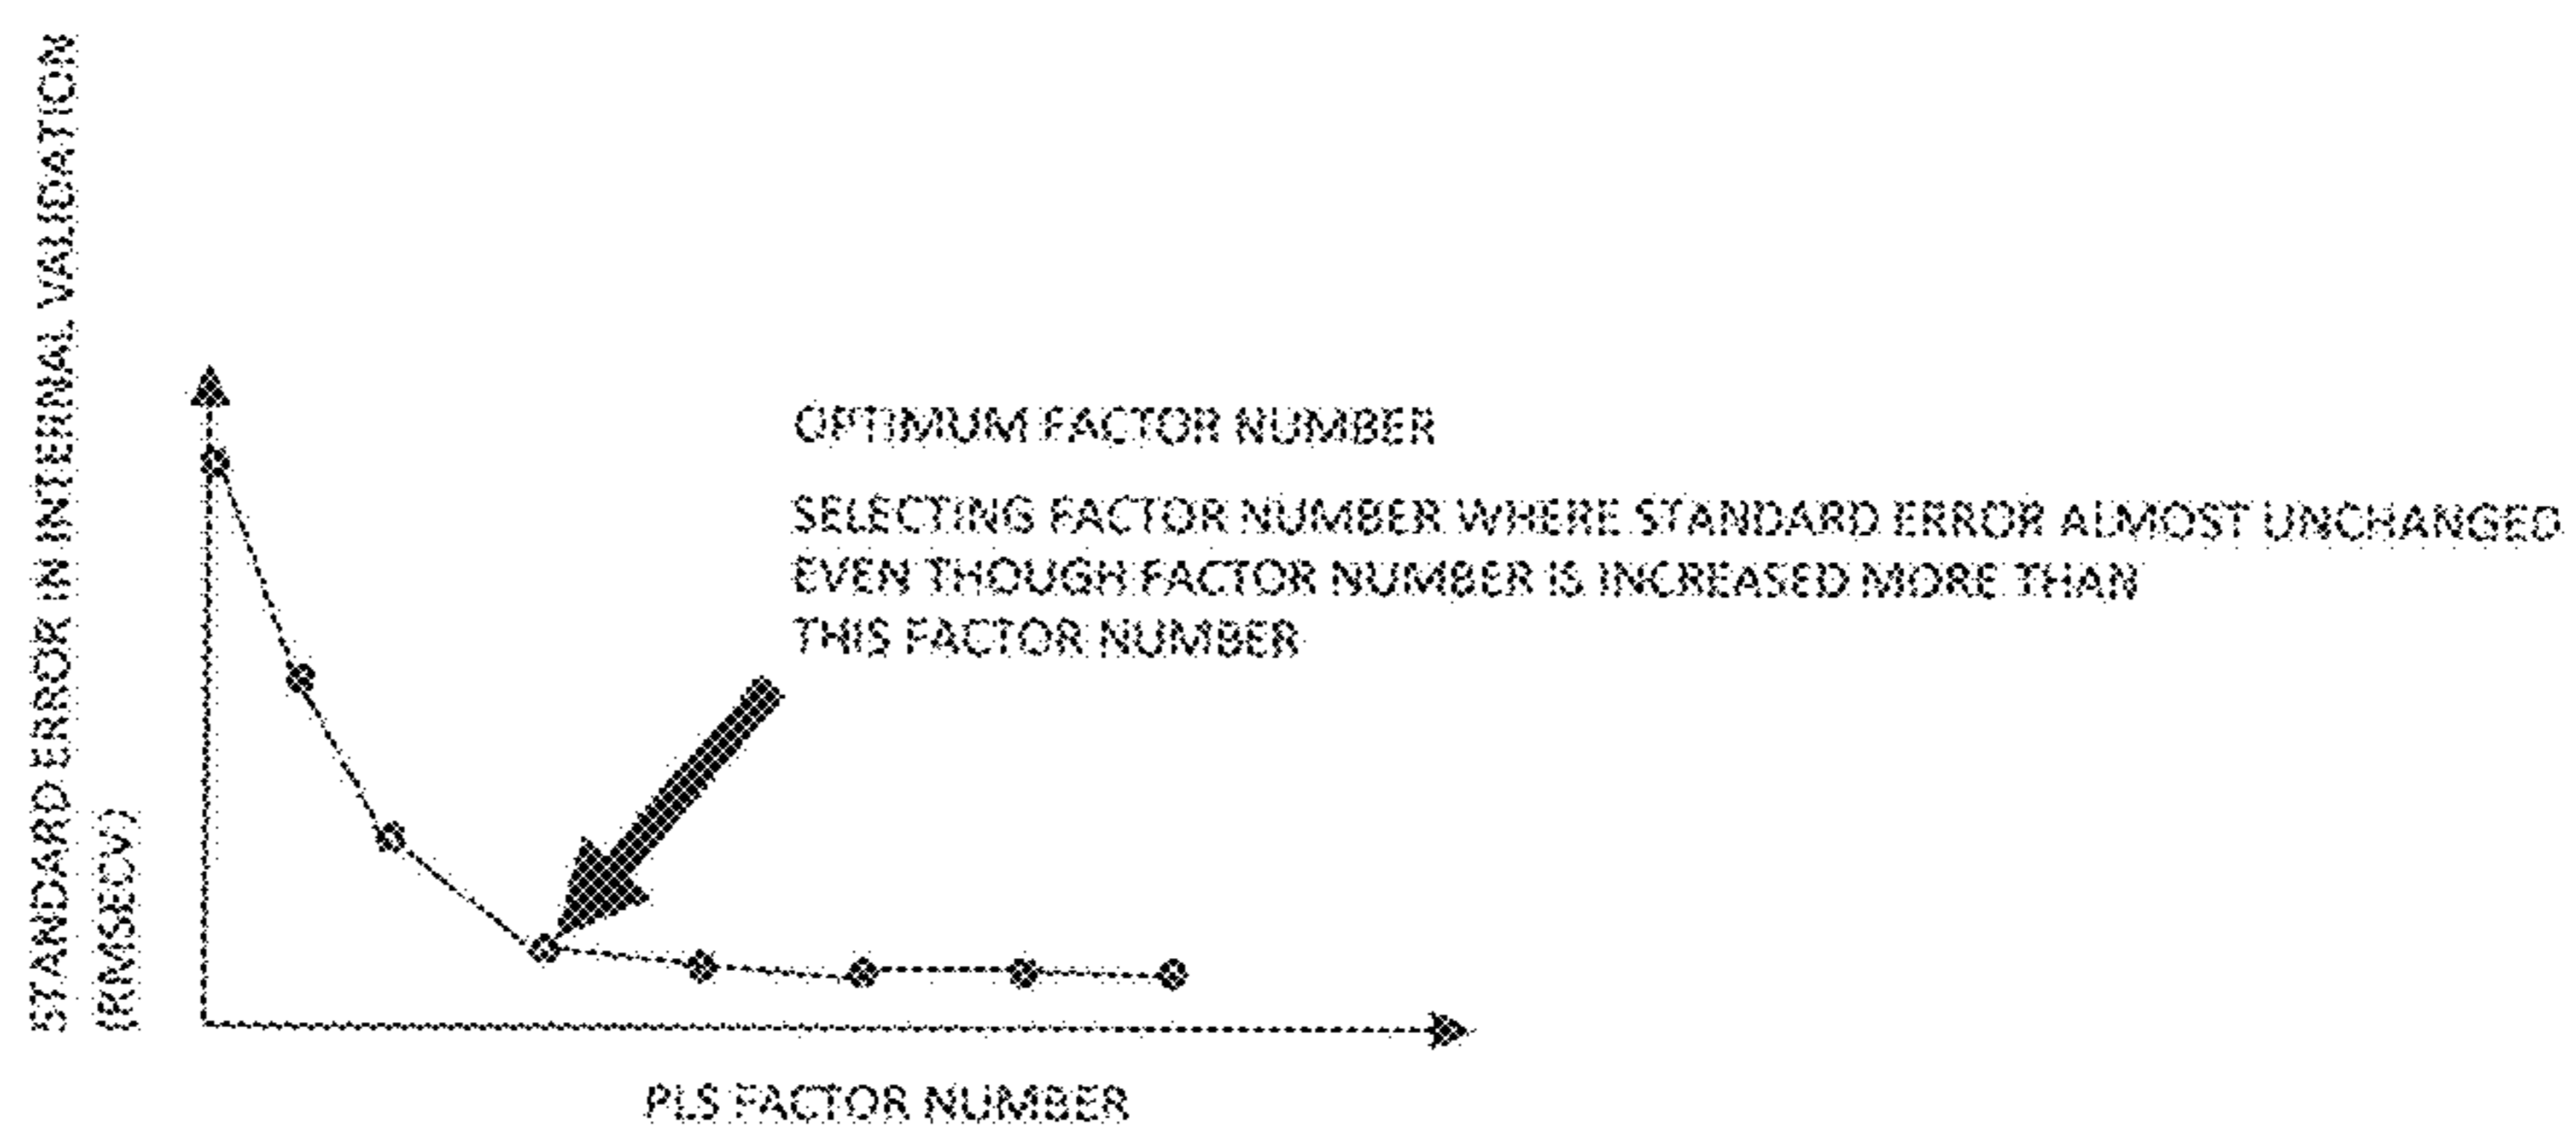 STANDARD ERROR IN INTERNAL VALIDATION
(RMSECV)
OPTIMUM FACTOR NUMBER
SELECTING FACTOR NUMBER WHERE STANDARD ERROR ALMOST UNCHANGED
EVEN THOUGH FACTOR NUMBER IS INCREASED MORE THAN
THIS FACTOR NUMBER
PLS FACTOR NUMBER